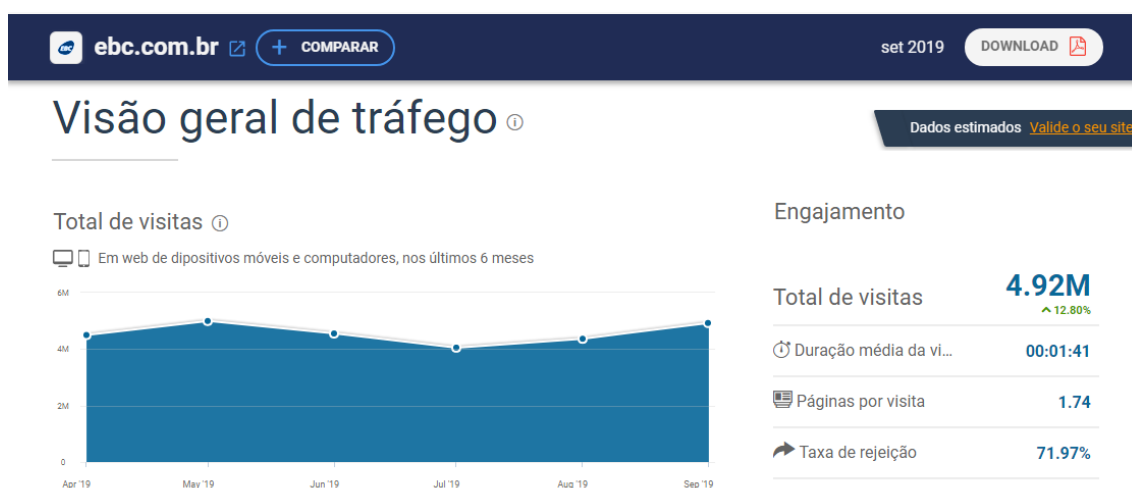 EBC ebc.com.br + COMPARAR set 2019 DOWNLOAD
Visão geral de tráfego
Dados estimados Valide o seu site
Total de visitas
Em web de dipositivos móveis e computadores, nos últimos 6 meses
6M
4M
2M
0
Apr '19 May '19 Jun '19 Jul '19 Aug '19 Sep '19
Engajamento
Total de visitas 4.92M
12.80%
Duração média da vi... 00:01:41
Páginas por visita 1.74
Taxa de rejeição 71.97%